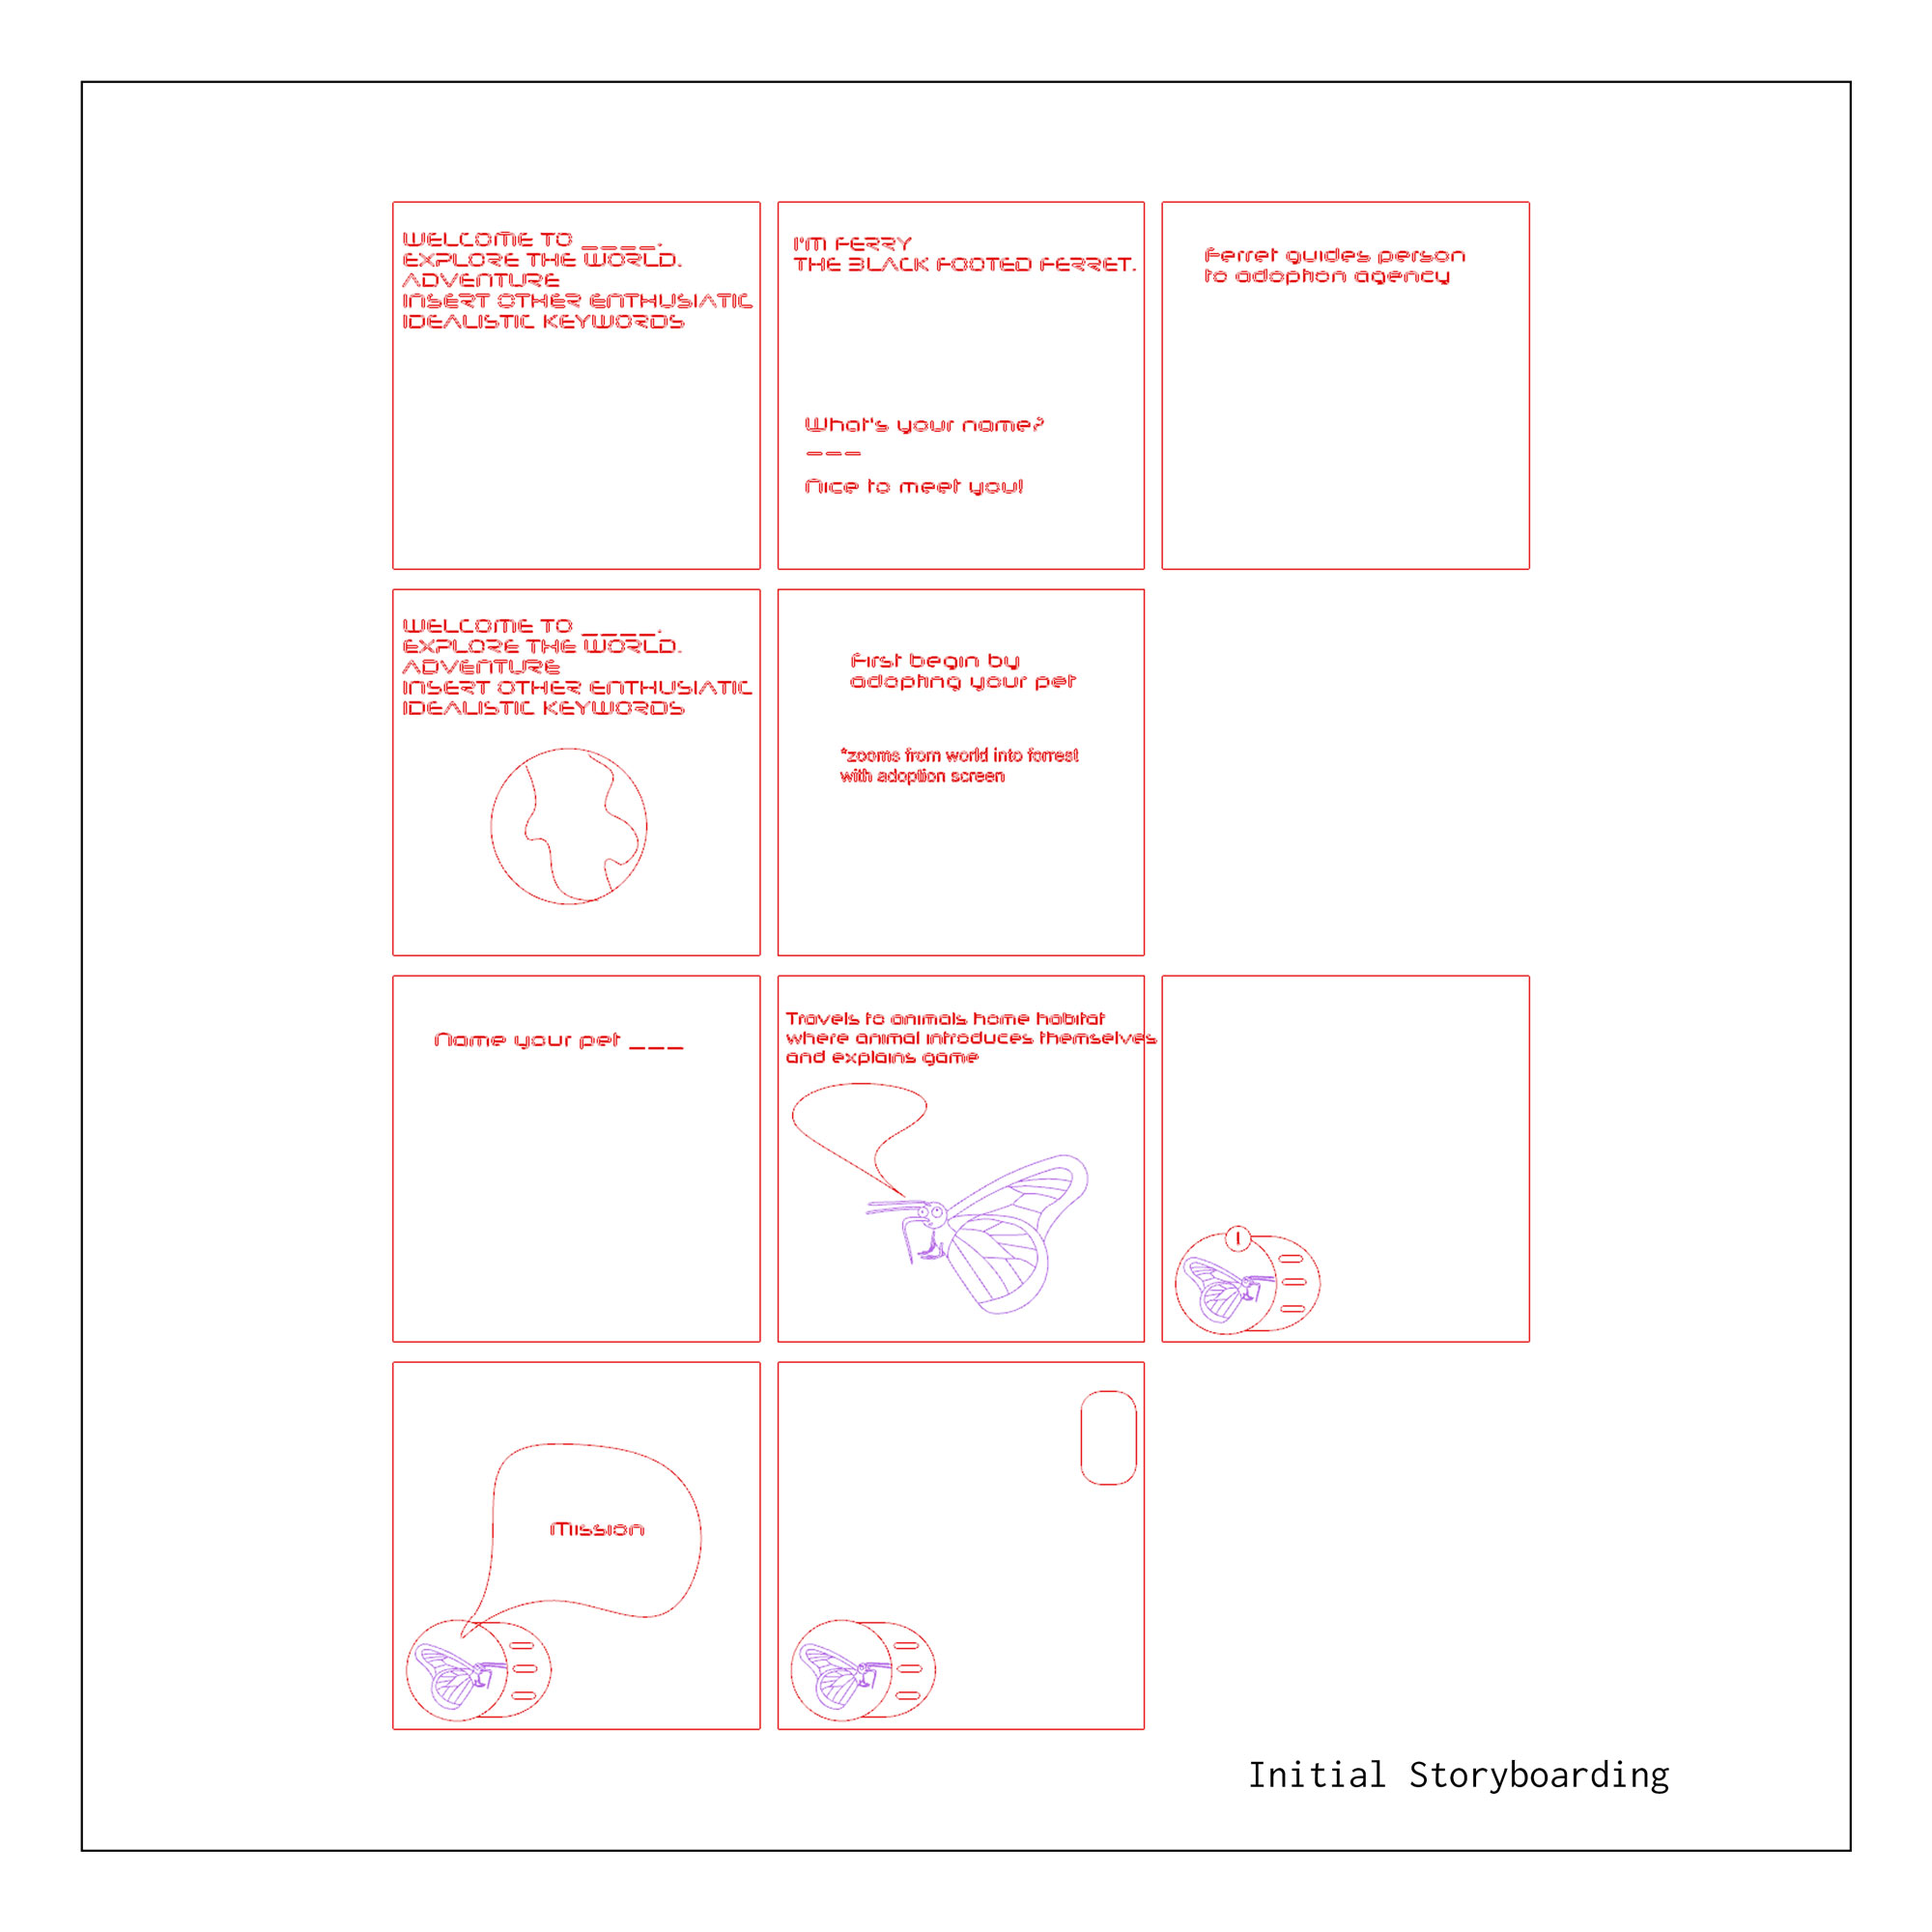 WELCOME TO ____.
EXPLORE THE WORLD.
ADVENTURE
INSERT OTHER ENTHUSIATIC
IDEALISTIC KEYWORDS
I'M FERRY
THE BLACK FOOTED FERRET.
What's your name?
___
Nice to meet you!
Ferret guides person
to adoption agency
WELCOME TO ____.
EXPLORE THE WORLD.
ADVENTURE
INSERT OTHER ENTHUSIATIC
IDEALISTIC KEYWORDS
First begin by
adopting your pet
*zooms from world into forrest
with adoption screen
Name your pet ___
Travels to animals home habitat
where animal introduces themselves
and explains game
Mission
Initial Storyboarding